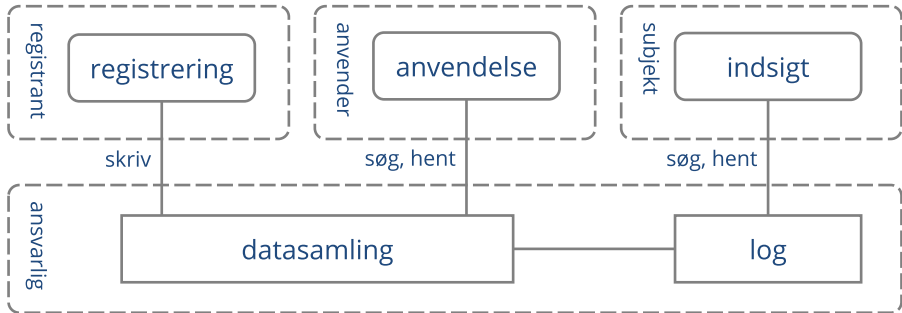 registrant
registrering
anvender
anvendelse
subjekt
indsigt
skriv
søg, hent
søg, hent
ansvarlig
datasamling
log